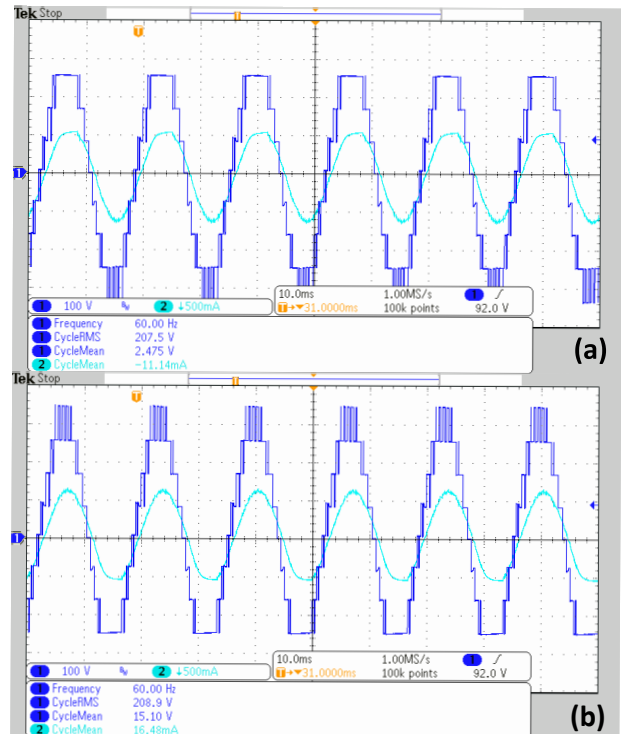 Tek Stop
T
T
1
1 100 V 2 ↓500mA
10.0ms 1.00MS/s 1 ∫
T→▼31.0000ms 100k points 92.0 V
1 Frequency 60.00 Hz
1 CycleRMS 207.5 V
1 CycleMean 2.475 V
2 CycleMean −11.14mA
(a)
Tek Stop
T
T
1
1 100 V 2 ↓500mA
10.0ms 1.00MS/s 1 ∫
T→▼31.0000ms 100k points 92.0 V
1 Frequency 60.00 Hz
1 CycleRMS 208.9 V
1 CycleMean 15.10 V
2 CycleMean 16.48mA
(b)